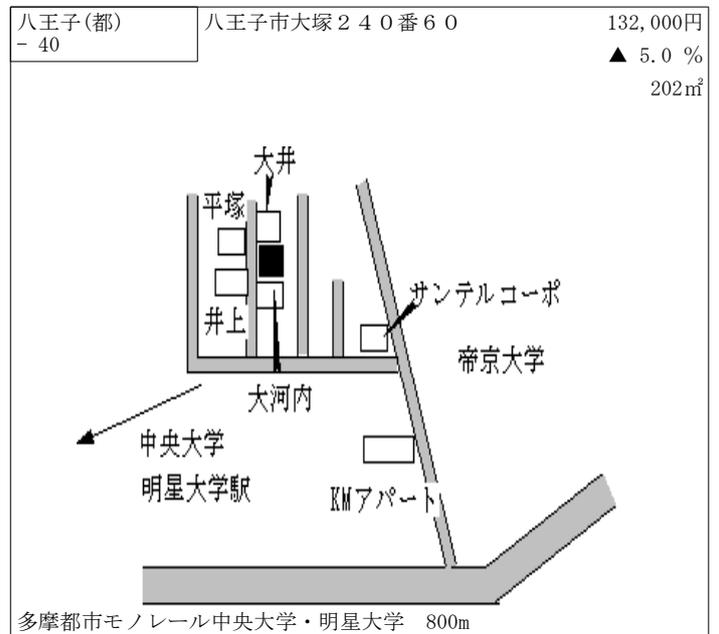 八王子(都)
- 40
八王子市大塚２４０番６０
132,000円
▲ 5.0 %
202㎡
大井
平塚
サンテルコーポ
井上
帝京大学
大河内
中央大学
明星大学駅
KMアパート
多摩都市モノレール中央大学・明星大学　800m